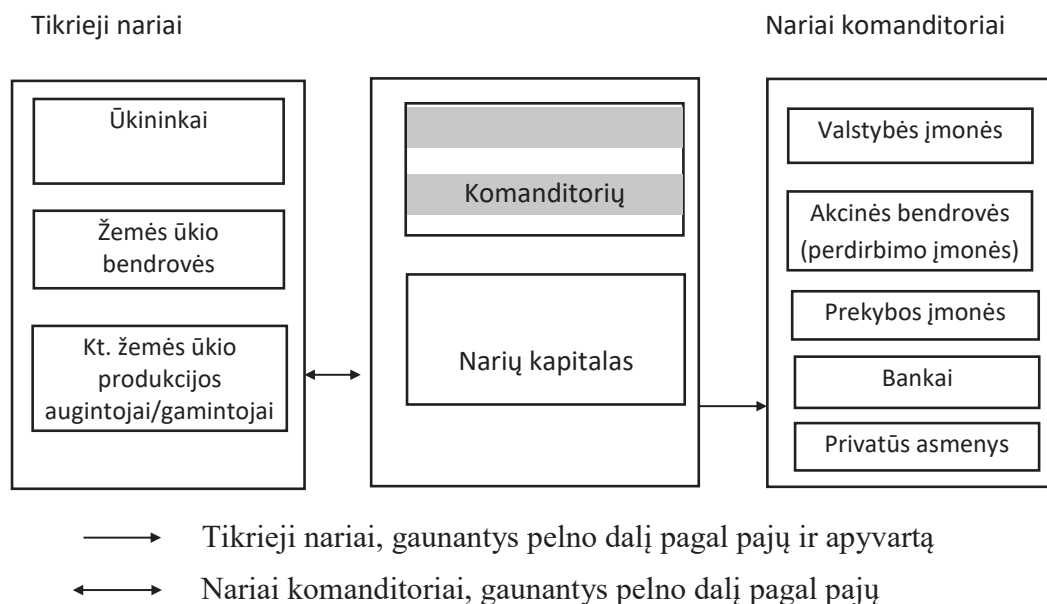 Tikrieji nariai
Nariai komanditoriai
Ūkininkai
Žemės ūkio
bendrovės
Kt. žemės ūkio
produkcijos
augintojai/gamintojai
Komanditorių
Narių kapitalas
Valstybės įmonės
Akcinės bendrovės
(perdirbimo įmonės)
Prekybos įmonės
Bankai
Privatūs asmenys
Tikrieji nariai, gaunantys pelno dalį pagal pajų ir apyvartą
Nariai komanditoriai, gaunantys pelno dalį pagal pajų